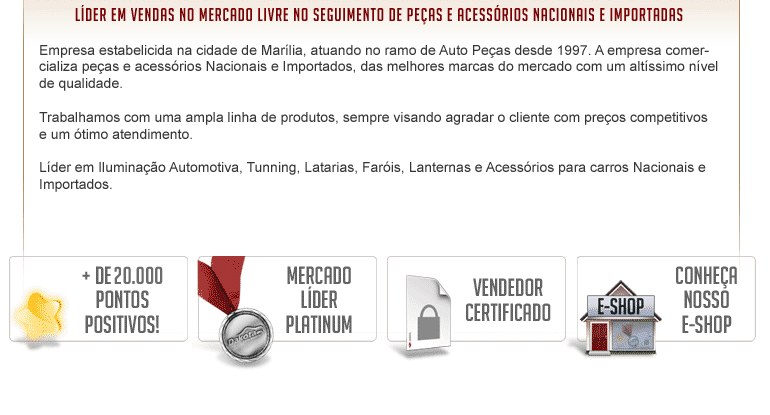 LÍDER EM VENDAS NO MERCADO LIVRE NO SEGUIMENTO DE PEÇAS E ACESSÓRIOS NACIONAIS E IMPORTADAS
Empresa estabelicida na cidade de Marília, atuando no ramo de Auto Peças desde 1997. A empresa comer-
cializa peças e acessórios Nacionais e Importados, das melhores marcas do mercado com um altíssimo nível
de qualidade.
Trabalhamos com uma ampla linha de produtos, sempre visando agradar o cliente com preços competitivos
e um ótimo atendimento.
Líder em Iluminação Automotiva, Tunning, Latarias, Faróis, Lanternas e Acessórios para carros Nacionais e
Importados.
+ DE 20.000
PONTOS
POSITIVOS!
MERCADO
LÍDER
PLATINUM
VENDEDOR
CERTIFICADO
CONHEÇA
NOSSO
E-SHOP
E-SHOP